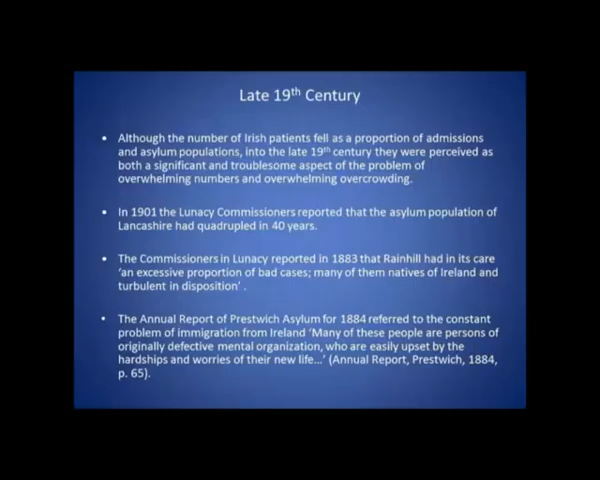 Late 19th Century
• Although the number of Irish patients fell as a proportion of admissions
and asylum populations, into the late 19th century they were perceived as
both a significant and troublesome aspect of the problem of
overwhelming numbers and overwhelming overcrowding.
• In 1901 the Lunacy Commissioners reported that the asylum population of
Lancashire had quadrupled in 40 years.
• The Commissioners in Lunacy reported in 1883 that Rainhill had in its care
‘an excessive proportion of bad cases; many of them natives of Ireland and
turbulent in disposition’ .
• The Annual Report of Prestwich Asylum for 1884 referred to the constant
problem of immigration from Ireland ‘Many of these people are persons of
originally defective mental organization, who are easily upset by the
hardships and worries of their new life…’ (Annual Report, Prestwich, 1884,
p. 65).